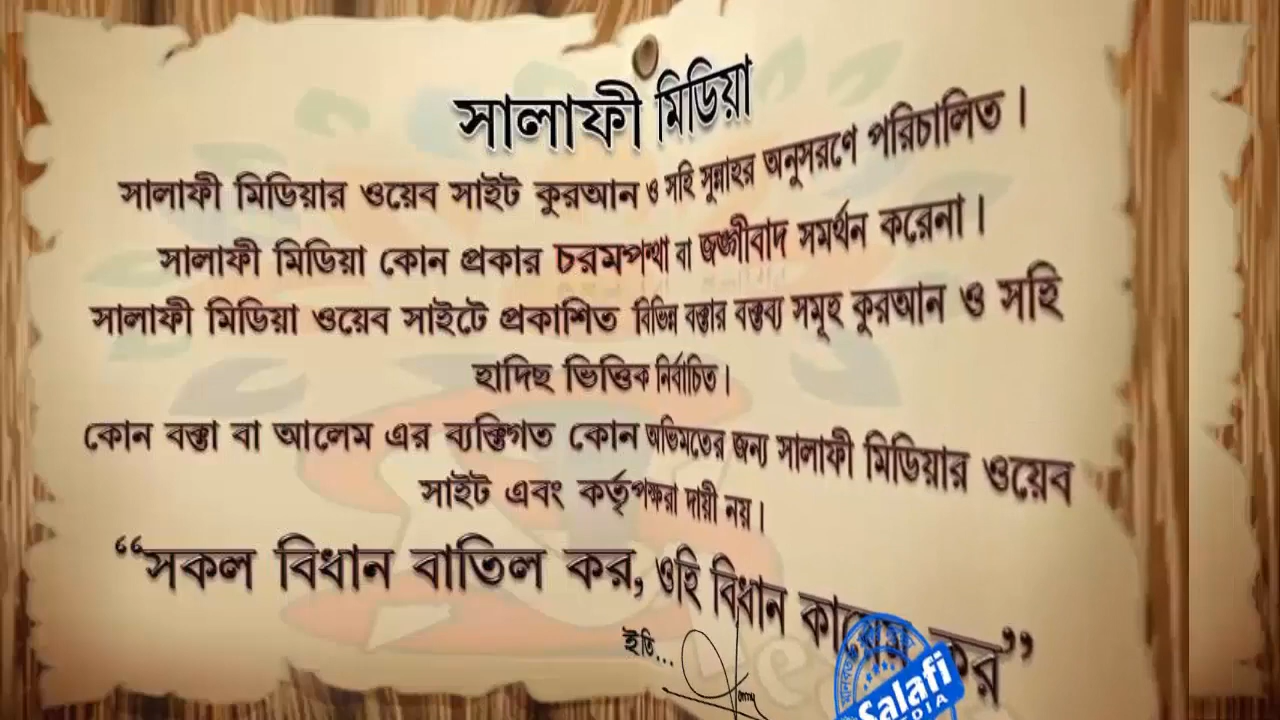 সালাফী মিডিয়া
সালাফী মিডিয়ার ওয়েব সাইট কুরআন ও সহি সুন্নাহর অনুসরণে পরিচালিত ।
সালাফী মিডিয়া কোন প্রকার চরমপন্থা বা জঙ্গীবাদ সমর্থন করেনা ।
সালাফী মিডিয়া ওয়েব সাইটে প্রকাশিত বিভিন্ন বক্তার বক্তব্য সমূহ কুরআন ও সহি
হাদিছ ভিত্তিক নির্বাচিত ।
কোন বক্তা বা আলেম এর ব্যক্তিগত কোন অভিমতের জন্য সালাফী মিডিয়ার ওয়েব
সাইট এবং কর্তৃপক্ষরা দায়ী নয় ।
“সকল বিধান বাতিল কর, ওহি বিধান কায়েম কর”
ইতি...
Salafi